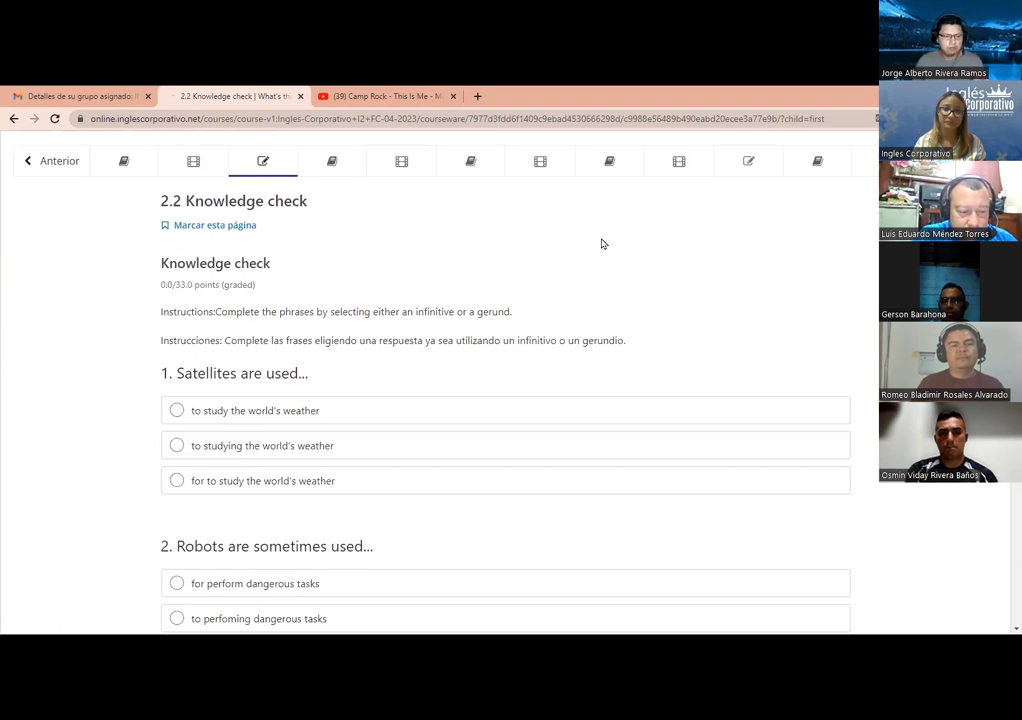 Detalles de su grupo asignado: I
2.2 Knowledge check | What's th
(39) Camp Rock - This Is Me - M
online.inglescorporativo.net/courses/course-v1:Ingles-Corporativo+I2+FC-04-2023/courseware/7977d3fdd6f1409c9ebad4530666298d/c9988e56489b490eabd20ecee3a77e9b/?child=first
Anterior
2.2 Knowledge check
Marcar esta página
Knowledge check
0.0/33.0 points (graded)
Instructions:Complete the phrases by selecting either an infinitive or a gerund.
Instrucciones: Complete las frases eligiendo una respuesta ya sea utilizando un infinitivo o un gerundio.
1. Satellites are used...
to study the world's weather
to studying the world's weather
for to study the world's weather
2. Robots are sometimes used...
for perform dangerous tasks
to perfoming dangerous tasks
Jorge Alberto Rivera Ramos
Inglés
Corporativo
Ingles Corporativo
Luis Eduardo Méndez Torres
Gerson Barahona
Romeo Bladimir Rosales Alvarado
Osmin Viday Rivera Baños